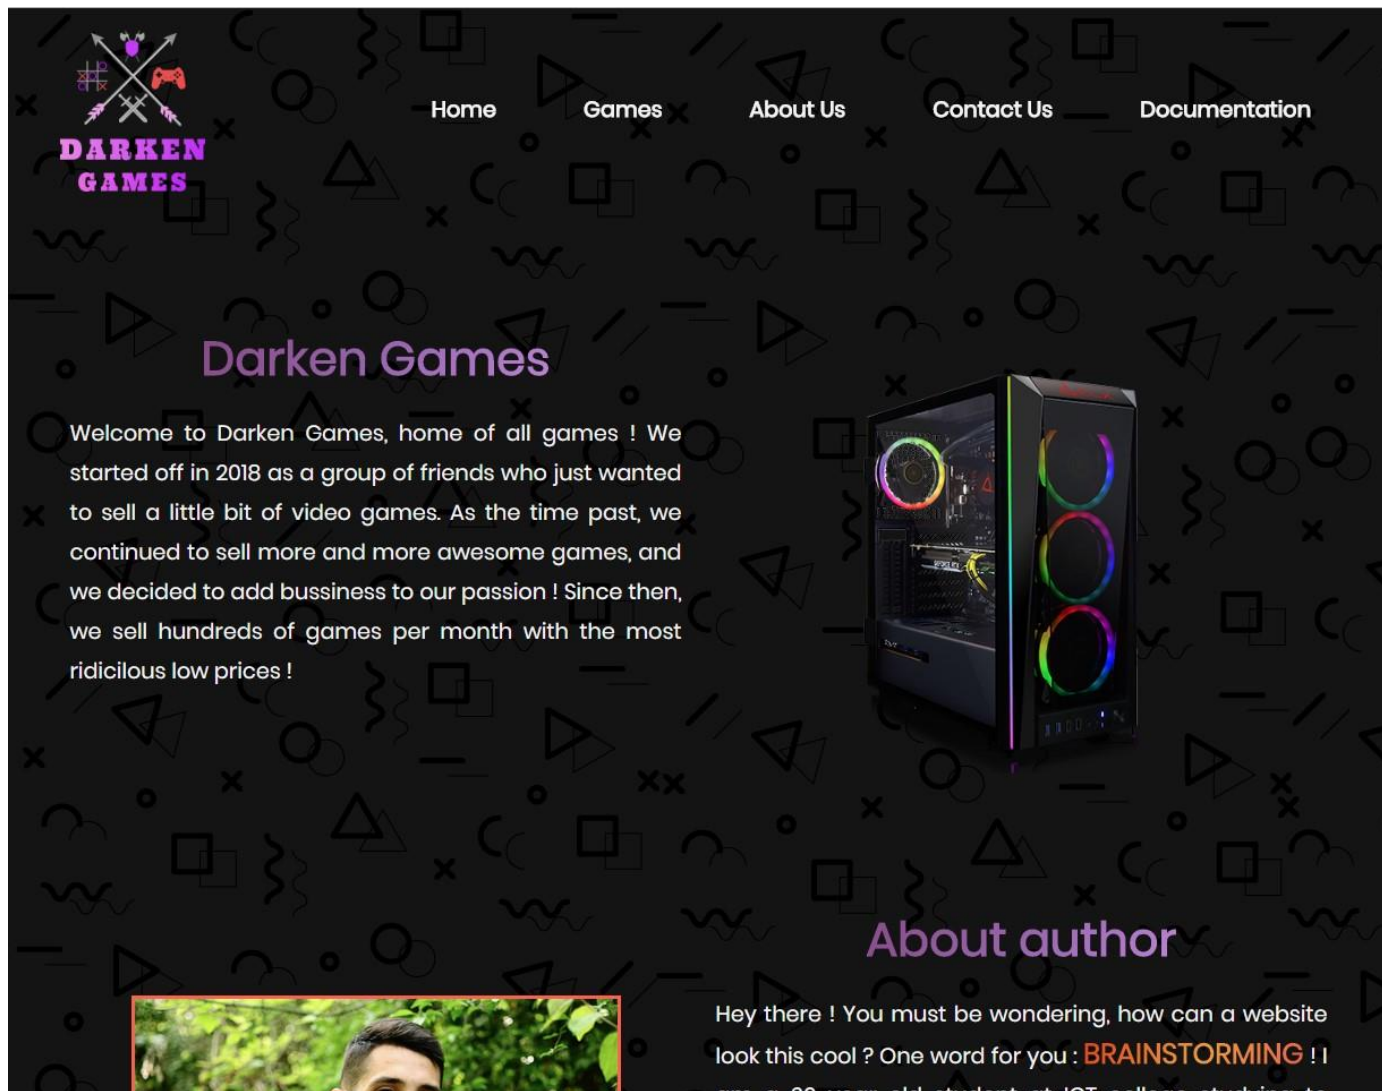 DARKEN
GAMES
Home Games About Us Contact Us Documentation
Darken Games
Welcome to Darken Games, home of all games ! We
started off in 2018 as a group of friends who just wanted
to sell a little bit of video games. As the time past, we
continued to sell more and more awesome games, and
we decided to add bussiness to our passion ! Since then,
we sell hundreds of games per month with the most
ridicilous low prices !
GEFORCE RTX
About author
Hey there ! You must be wondering, how can a website
look this cool ? One word for you : BRAINSTORMING ! I